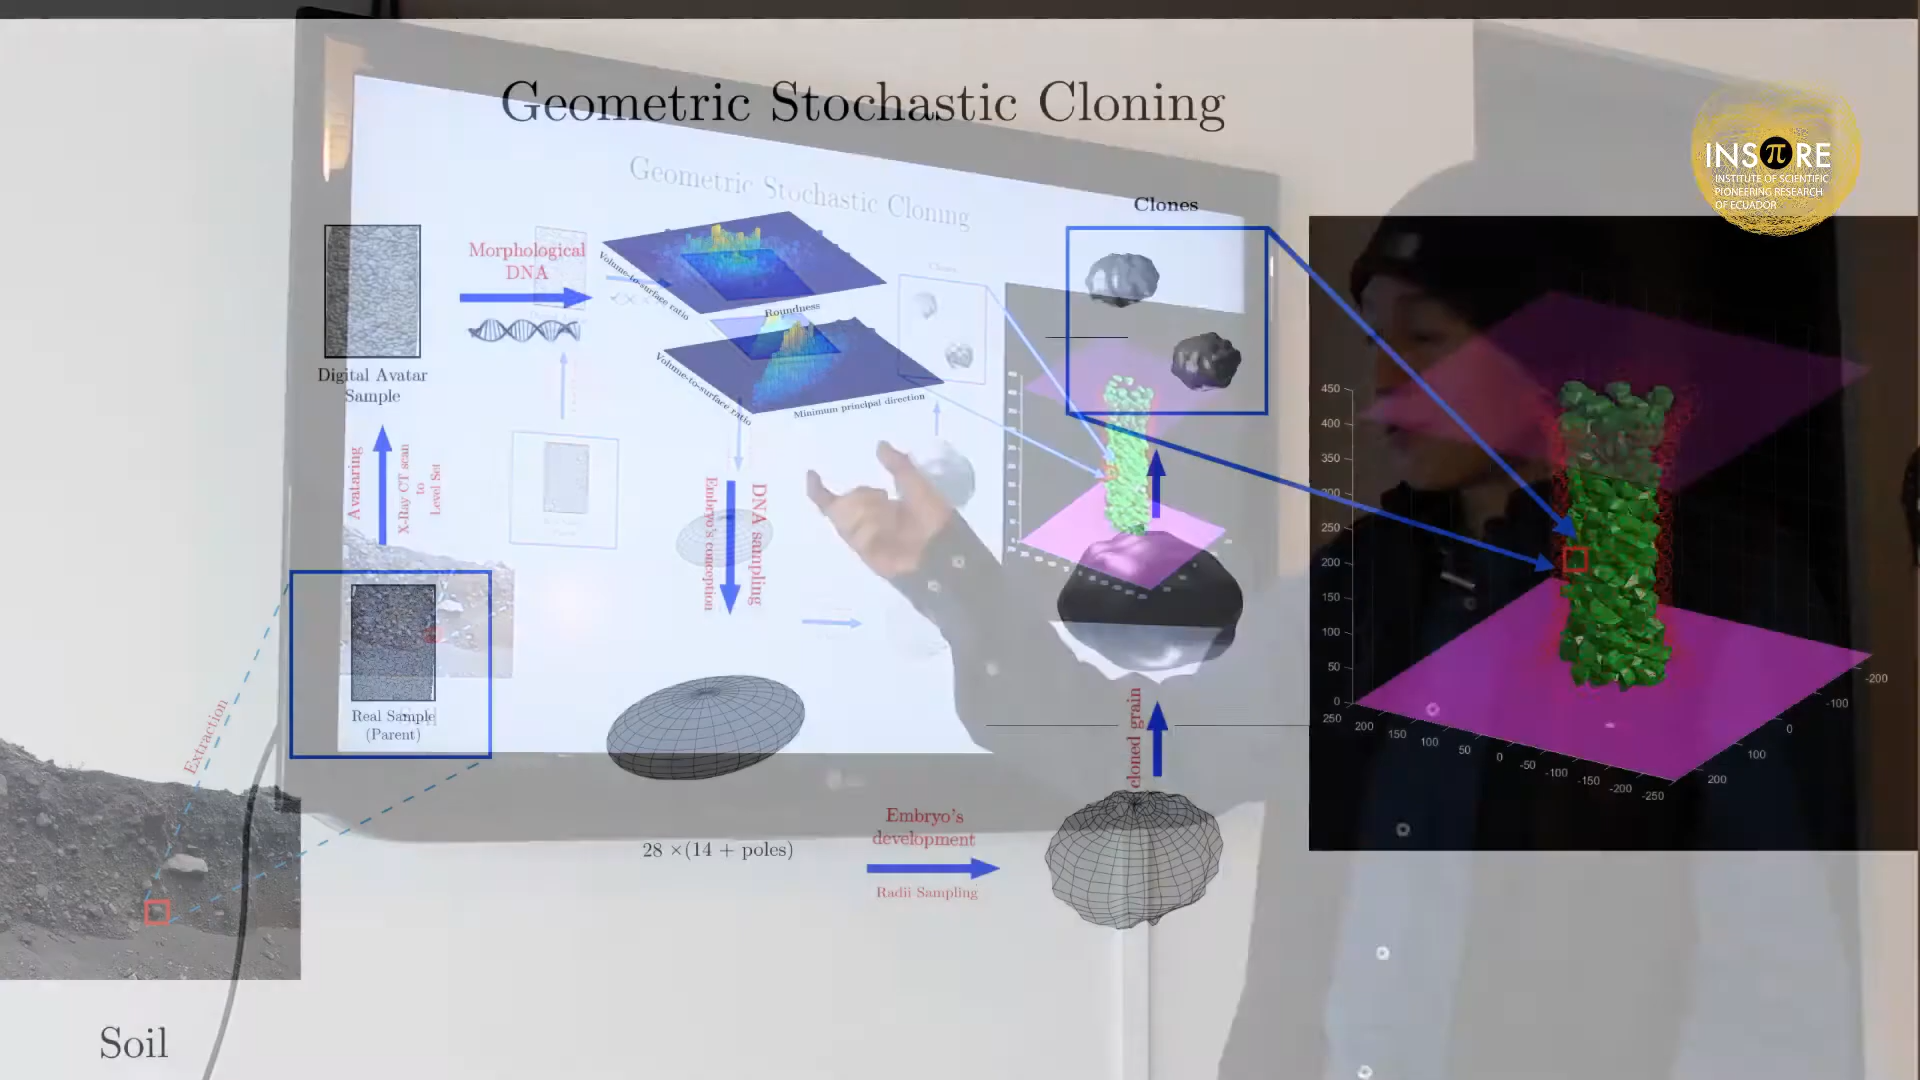 Geometric Stochastic Cloning
INSπRE
INSTITUTE OF SCIENTIFIC
PIONEERING RESEARCH
OF ECUADOR
Geometric Stochastic Cloning
Clones
Morphological
DNA
Volume-to-surface ratio
Roundness
Volume-to-surface ratio
Minimum principal direction
Clones
Digital Avatar
Sample
Avataring
X-Ray CT scan
to
Level Set
Embryo's conception
DNA sampling
Real Sample
(Parent)
Extraction
cloned grain
Embryo's
development
Radii Sampling
28 ×(14 + poles)
450
400
350
300
250
200
150
100
50
0
250
200
150
100
50
0
-50
-100
-150
-200
-250
200
100
0
-100
-200
Soil